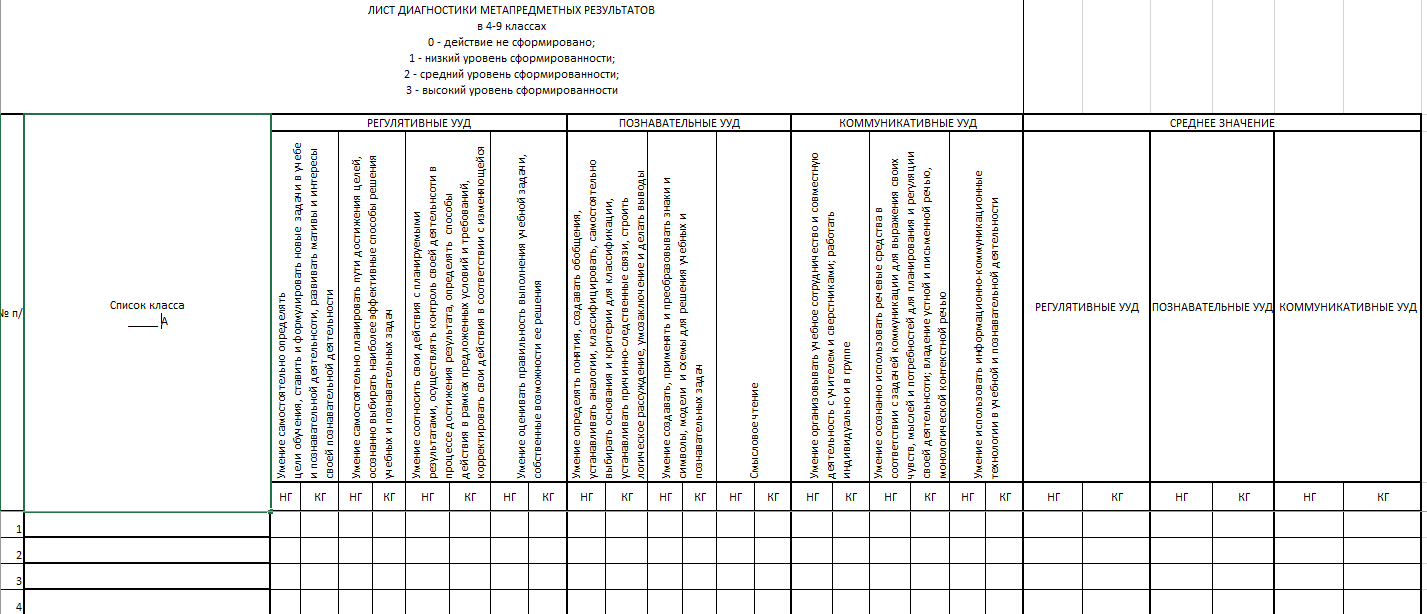 ЛИСТ ДИАГНОСТИКИ МЕТАПРЕДМЕТНЫХ РЕЗУЛЬТАТОВ
в 4-9 классах
0 - действие не сформировано;
1 - низкий уровень сформированности;
2 - средний уровень сформированности;
3 - высокий уровень сформированности
РЕГУЛЯТИВНЫЕ УУД ПОЗНАВАТЕЛЬНЫЕ УУД КОММУНИКАТИВНЫЕ УУД СРЕДНЕЕ ЗНАЧЕНИЕ
№ п/
Список класса
_____ А
Умение самостоятельно определять
цели обучения, ставить и формулировать новые задачи в учебе
и познавательной деятельности, развивать мативы и интересы
своей познавательной деятельности
Умение самостоятельно планировать пути достижения целей,
осознанно выбирать наиболее эффективные способы решения
учебных и познавательных задач
Умение соотносить свои действия с планируемыми
результатами, осуществлять контроль своей деятельнсоти в
процессе достижения результата, определять способы
действия в рамках предложенных условий и требований,
корректировать свои действия в соответствии с изменяющейся
Умение оценивать правильность выполнения учебной задачи,
собственные возможности ее решения
Умение определять понятия, создавать обобщения,
устанавливать аналогии, классифицировать, самостоятельно
выбирать основания и критерии для классификации,
устанавливать причинно-следственные связи, строить
логическое рассуждение, умозаключение и делать выводы
Умение создавать, применять и преобразовывать знаки и
символы, модели и схемы для решения учебных и
познавательных задач
Смысловое чтение
Умение организовывать учебное сотрудничество и совместную
деятельность с учителем и сверстниками; работать
индивидуально и в группе
Умение осознанно использовать речевые средства в
соответствии с задачей коммуникации для выражения своих
чувств, мыслей и потребностей для планирования и регуляции
своей деятельнсоти; владение устной и письменной речью,
монологической контекстной речью
Умение использовать информационно-коммуникационные
технологии в учебной и познавательной деятельности
РЕГУЛЯТИВНЫЕ УУД ПОЗНАВАТЕЛЬНЫЕ УУД КОММУНИКАТИВНЫЕ УУД
НГ КГ НГ КГ НГ КГ НГ КГ НГ КГ НГ КГ НГ КГ НГ КГ НГ КГ НГ КГ НГ КГ НГ КГ НГ КГ
1
2
3
4